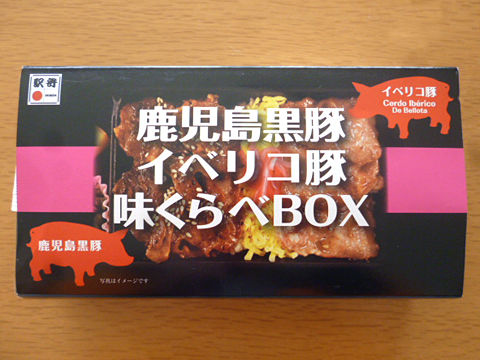 駅弁
イベリコ豚
Cerdo Ibérico
De Bellota
鹿児島黒豚
イベリコ豚
味くらべBOX
鹿児島黒豚
写真はイメージです